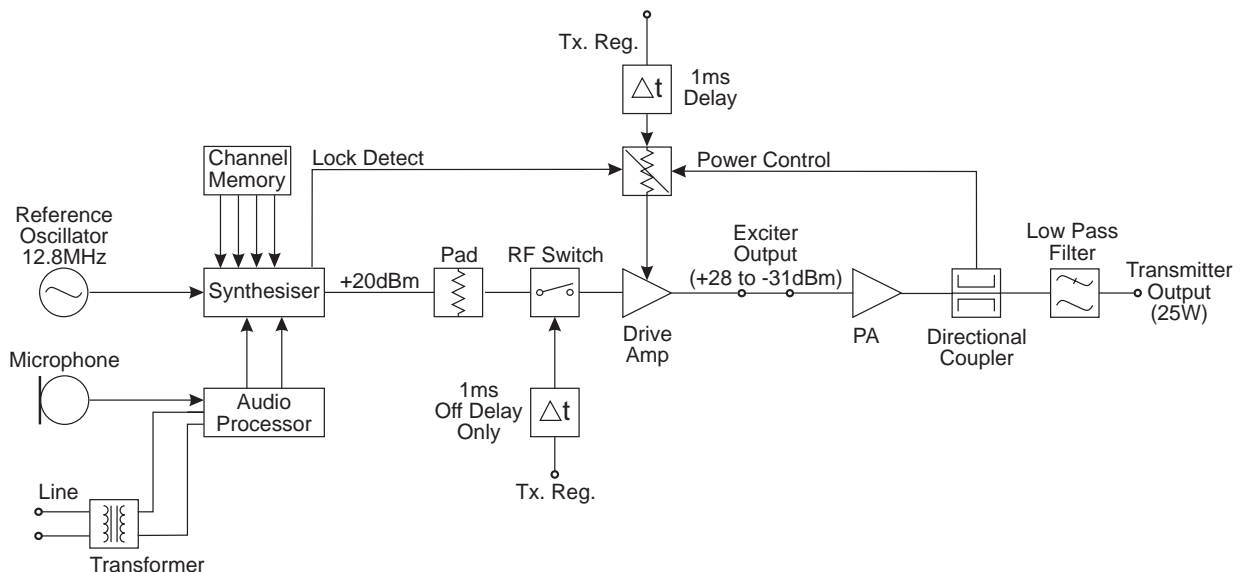 Tx. Reg.
1ms
Delay
Δt
Channel
Memory
Lock Detect
Power Control
Reference
Oscillator
12.8MHz
Pad
RF Switch
Exciter
Output
(+28 to -31dBm)
Low Pass
Filter
Synthesiser
+20dBm
Transmitter
Output
(25W)
Drive
Amp
PA
Directional
Coupler
Microphone
Audio
Processor
1ms
Off Delay
Only
Δt
Line
Tx. Reg.
Transformer